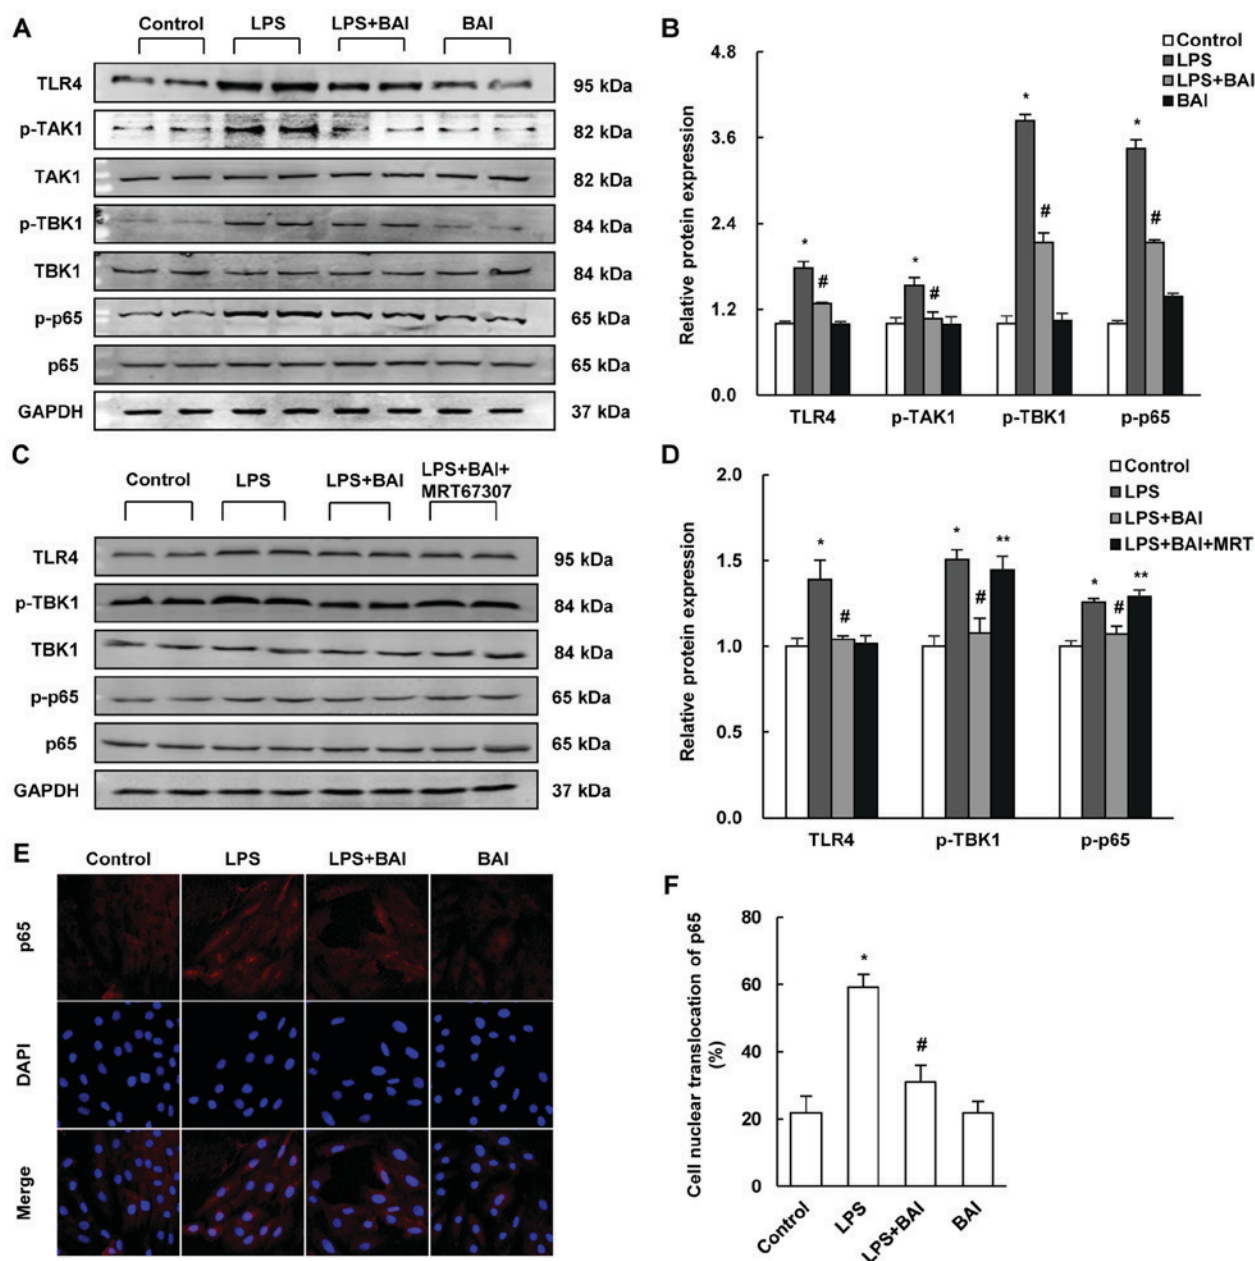 A
Control LPS LPS+BAI BAI
TLR4 95 kDa
p-TAK1 82 kDa
TAK1 82 kDa
p-TBK1 84 kDa
TBK1 84 kDa
p-p65 65 kDa
p65 65 kDa
GAPDH 37 kDa
B
Control
LPS
LPS+BAI
BAI
Relative protein expression
4.8
3.6
2.4
1.2
0.0
* # * # * # * #
TLR4 p-TAK1 p-TBK1 p-p65
C
Control LPS LPS+BAI LPS+BAI+
MRT67307
TLR4 95 kDa
p-TBK1 84 kDa
TBK1 84 kDa
p-p65 65 kDa
p65 65 kDa
GAPDH 37 kDa
D
Control
LPS
LPS+BAI
LPS+BAI+MRT
Relative protein expression
2.0
1.5
1.0
0.5
0.0
* # * # ** * # **
TLR4 p-TBK1 p-p65
E
Control LPS LPS+BAI BAI
p65
DAPI
Merge
F
Cell nuclear translocation of p65
(%)
80
60
40
20
0
* #
Control LPS LPS+BAI BAI